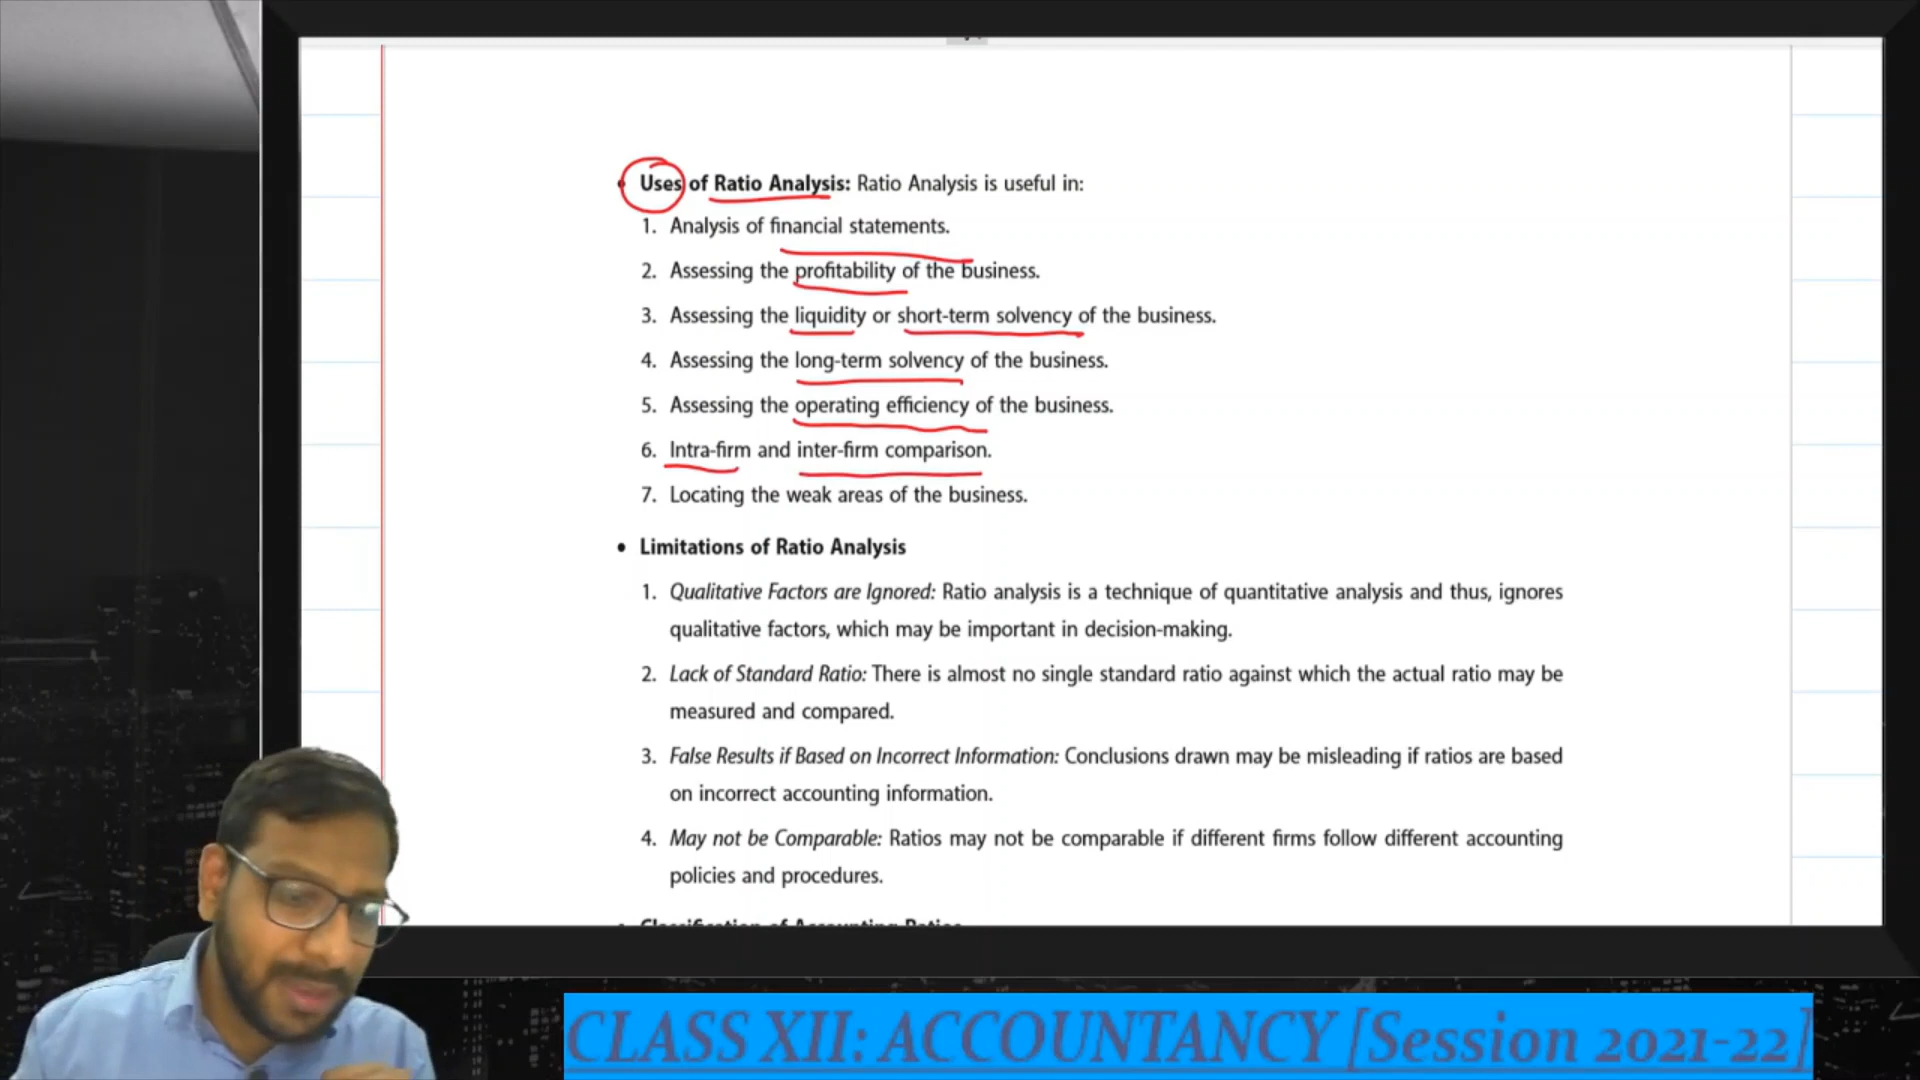 • Uses of Ratio Analysis: Ratio Analysis is useful in:
1. Analysis of financial statements.
2. Assessing the profitability of the business.
3. Assessing the liquidity or short-term solvency of the business.
4. Assessing the long-term solvency of the business.
5. Assessing the operating efficiency of the business.
6. Intra-firm and inter-firm comparison.
7. Locating the weak areas of the business.
• Limitations of Ratio Analysis
1. Qualitative Factors are Ignored: Ratio analysis is a technique of quantitative analysis and thus, ignores
qualitative factors, which may be important in decision-making.
2. Lack of Standard Ratio: There is almost no single standard ratio against which the actual ratio may be
measured and compared.
3. False Results if Based on Incorrect Information: Conclusions drawn may be misleading if ratios are based
on incorrect accounting information.
4. May not be Comparable: Ratios may not be comparable if different firms follow different accounting
policies and procedures.
• Classification of Accounting Ratios
CLASS XII: ACCOUNTANCY [Session 2021-22]